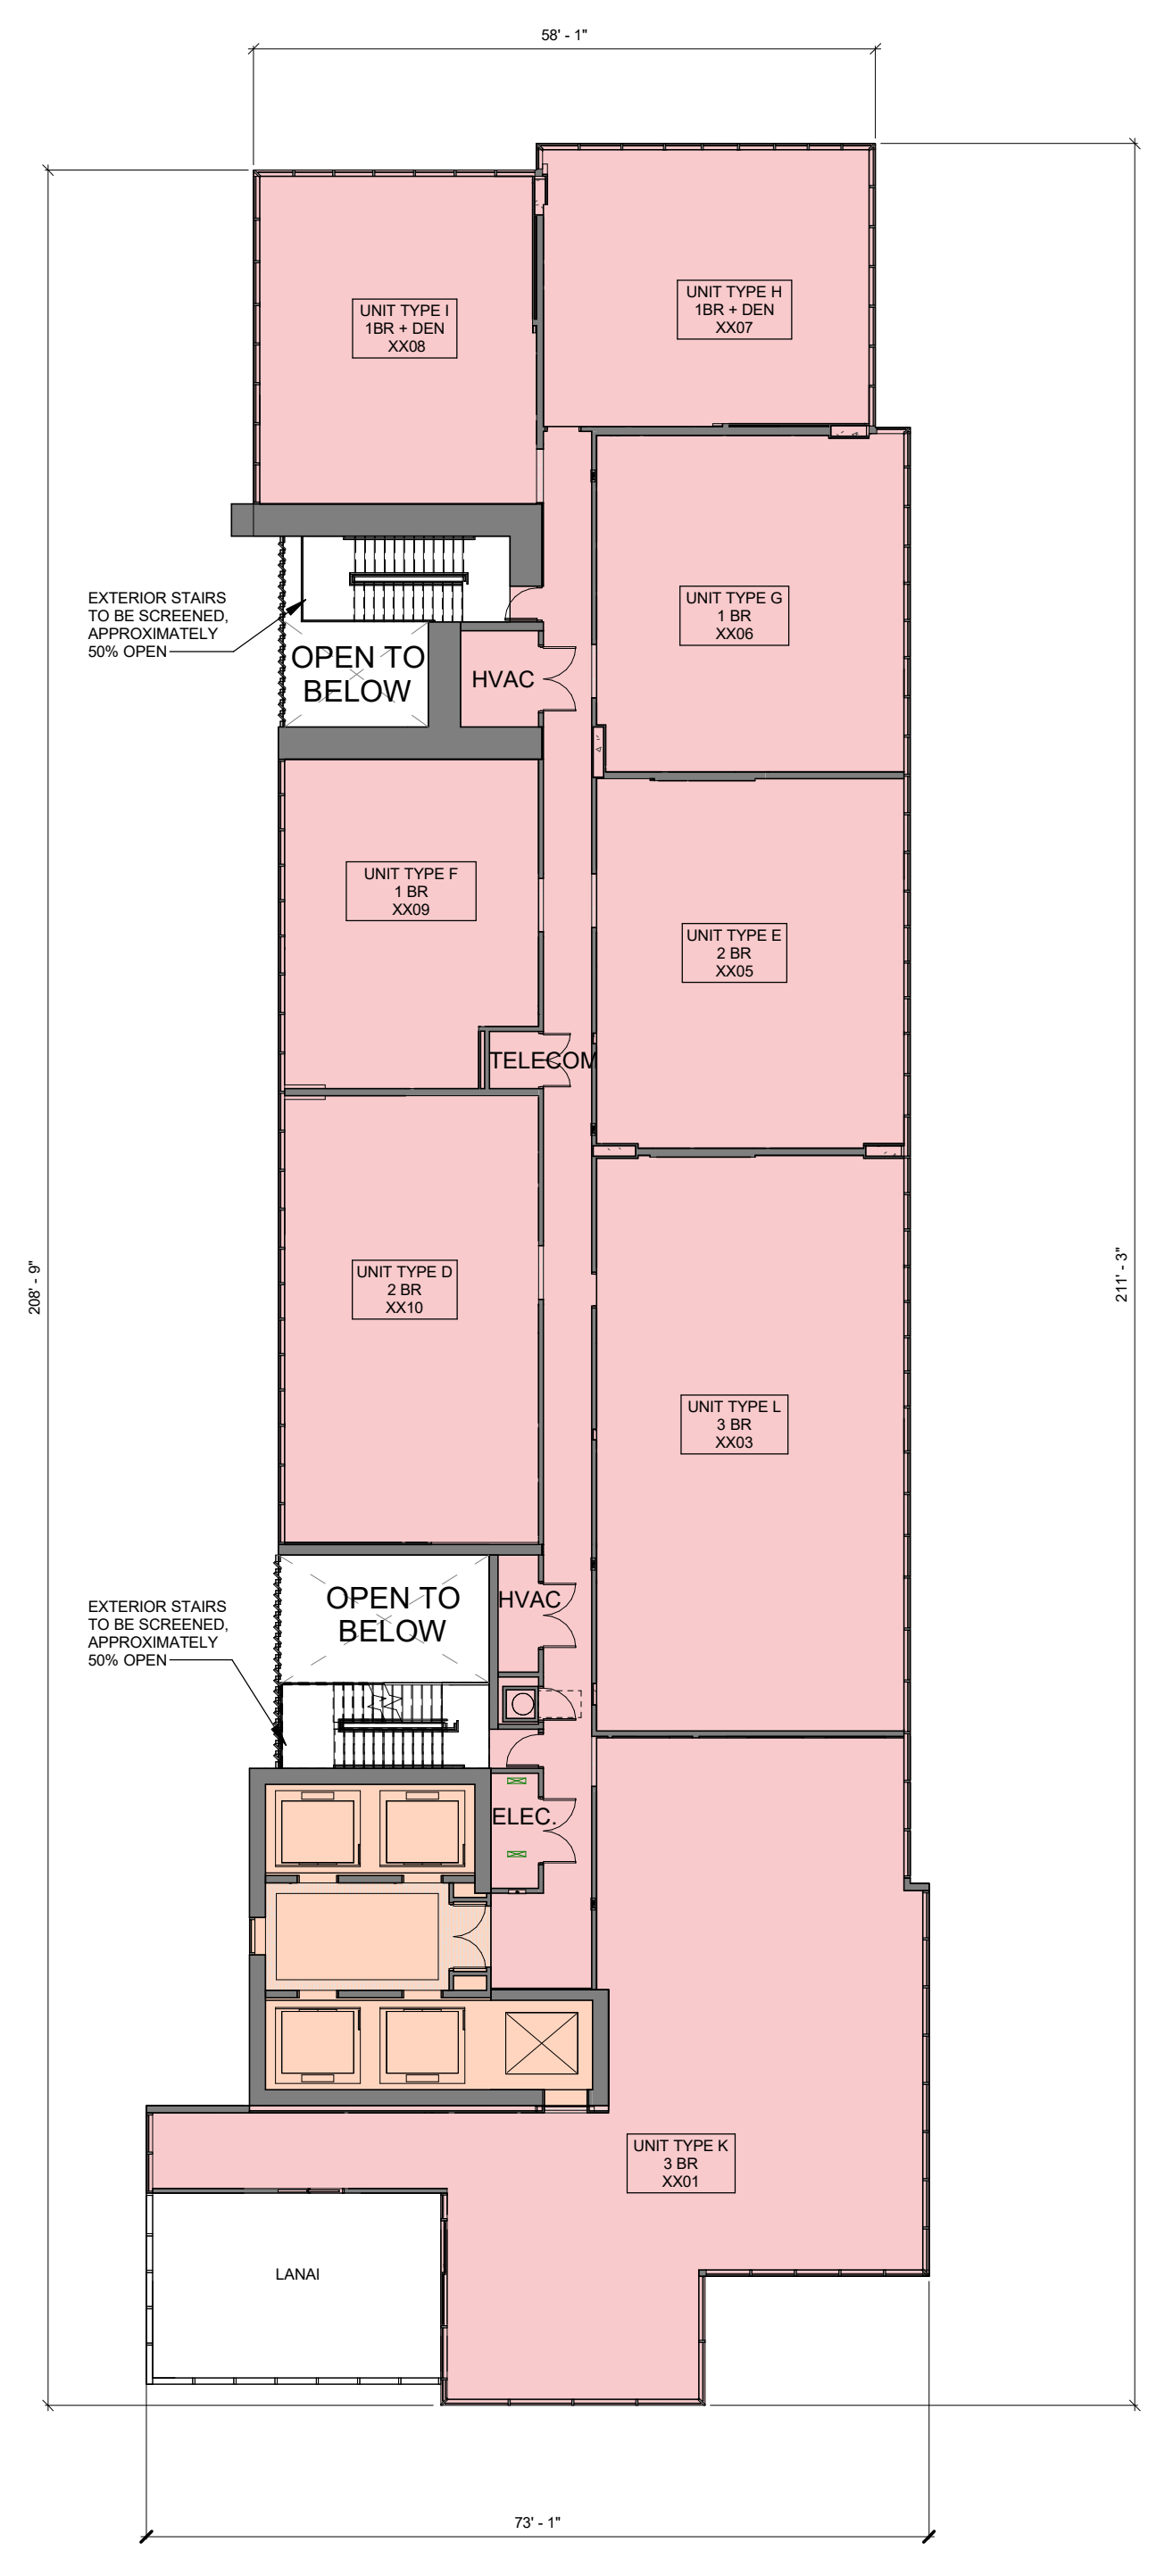 58' - 1"
UNIT TYPE H
1BR + DEN
XX07
UNIT TYPE I
1BR + DEN
XX08
EXTERIOR STAIRS
TO BE SCREENED,
APPROXIMATELY
50% OPEN
UNIT TYPE G
1 BR
XX06
OPEN TO
BELOW
HVAC
UNIT TYPE F
1 BR
XX09
UNIT TYPE E
2 BR
XX05
TELECOM
208' - 9"
211' - 3"
UNIT TYPE D
2 BR
XX10
UNIT TYPE L
3 BR
XX03
OPEN TO
BELOW
HVAC
EXTERIOR STAIRS
TO BE SCREENED,
APPROXIMATELY
50% OPEN
ELEC.
UNIT TYPE K
3 BR
XX01
LANAI
73' - 1"